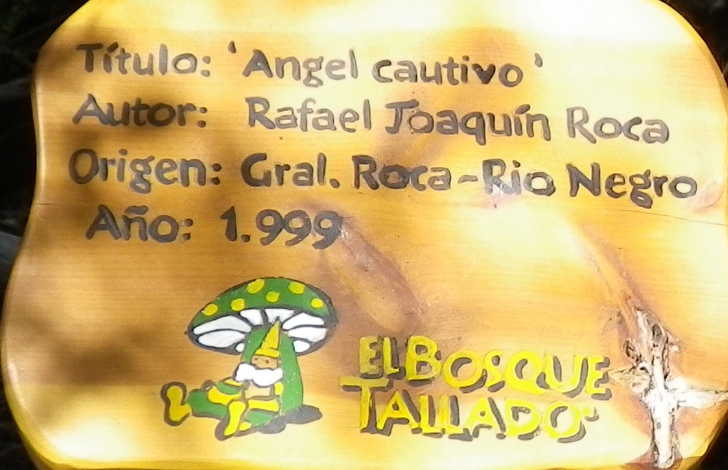 Título: 'Angel cautivo'
Autor: Rafael Joaquín Roca
Origen: Gral. Roca-Rio Negro
Año: 1.999
EL BOSQUE
TALLADO